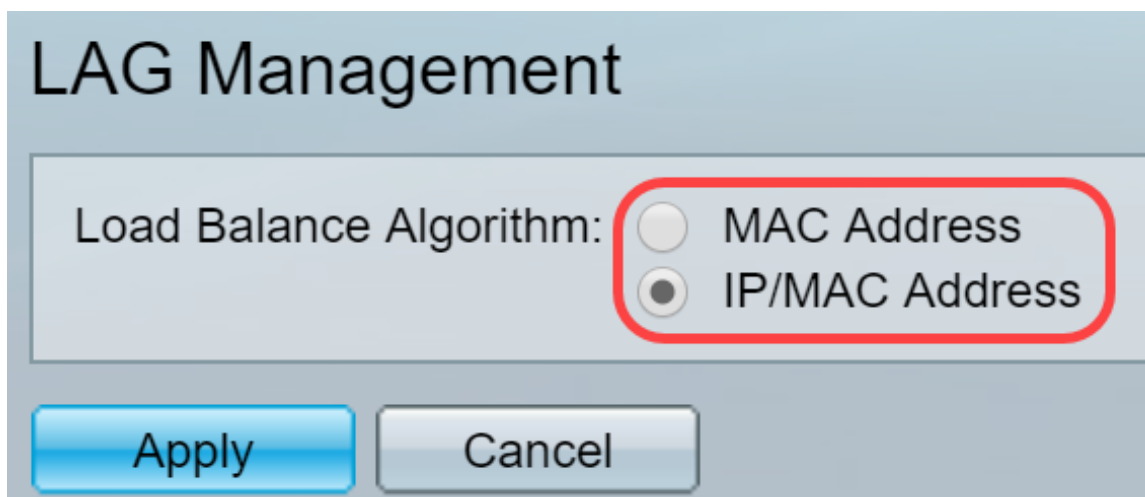 LAG Management
Load Balance Algorithm: MAC Address
IP/MAC Address
Apply Cancel